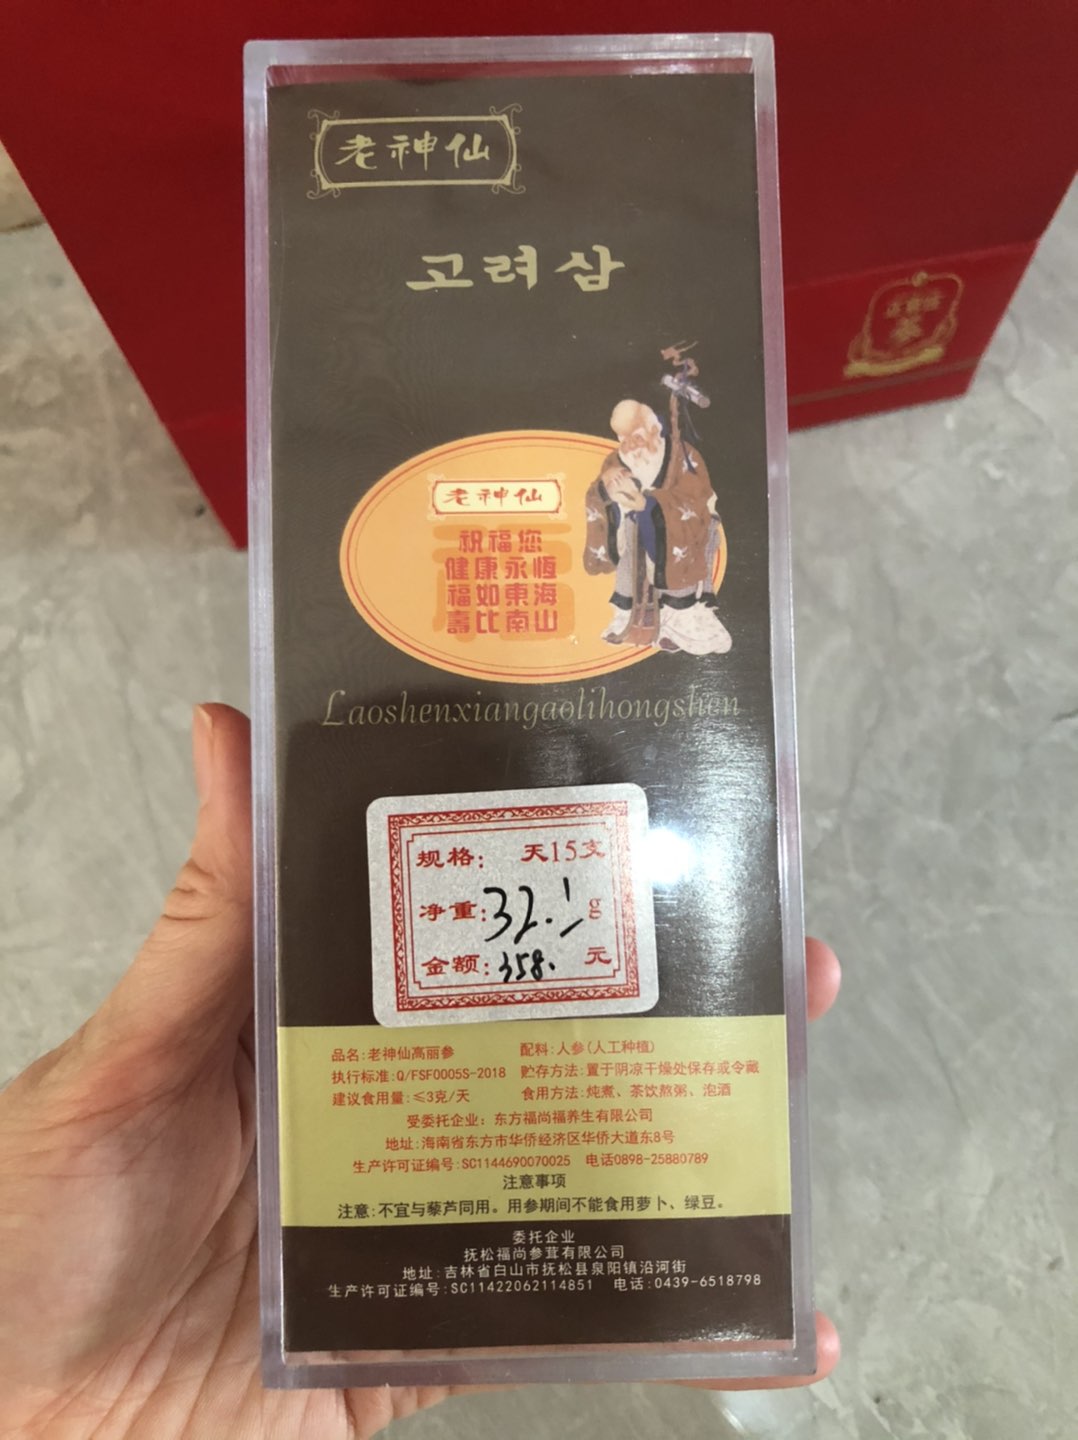 老神仙
고려삼
老神仙
祝福您
健康永恆
福如東海
壽比南山
Laoshenxiangaolihongshen
规格: 天15支
净重:32.1g
金额:358.元
品名:老神仙高丽参 配料:人参(人工种植)
执行标准:Q/FSF0005S-2018 贮存方法:置于阴凉干燥处保存或令藏
建议食用量:≤3克/天 食用方法:炖煮、茶饮熬粥、泡酒
受委托企业:东方福尚福养生有限公司
地址:海南省东方市华侨经济区华侨大道东8号
生产许可证编号:SC1144690070025 电话0898-25880789
注意事项
注意:不宜与藜芦同用。用参期间不能食用萝卜、绿豆。
委托企业
抚松福尚参茸有限公司
地址:吉林省白山市抚松县泉阳镇沿河街
生产许可证编号:SC11422062114851 电话:0439-6518798